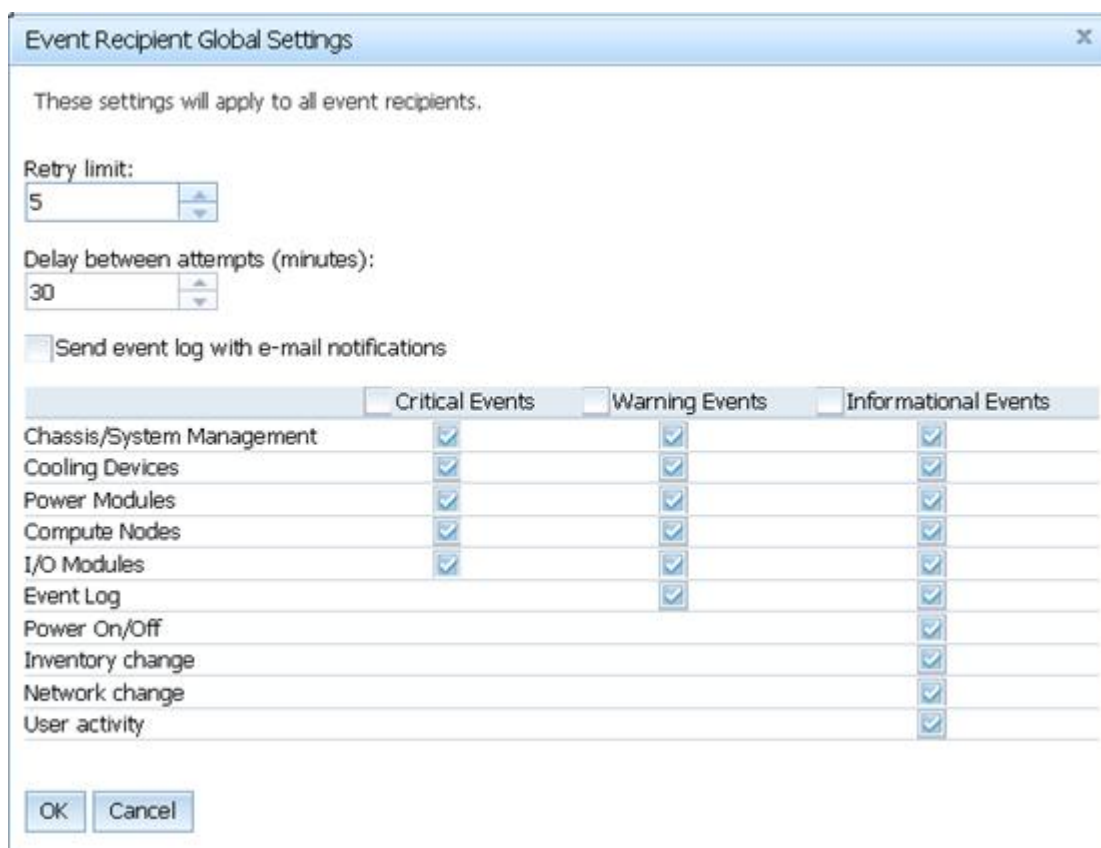 Event Recipient Global Settings
These settings will apply to all event recipients.
Retry limit:
5
Delay between attempts (minutes):
30
Send event log with e-mail notifications
Critical Events Warning Events Informational Events
Chassis/System Management
Cooling Devices
Power Modules
Compute Nodes
I/O Modules
Event Log
Power On/Off
Inventory change
Network change
User activity
OK Cancel